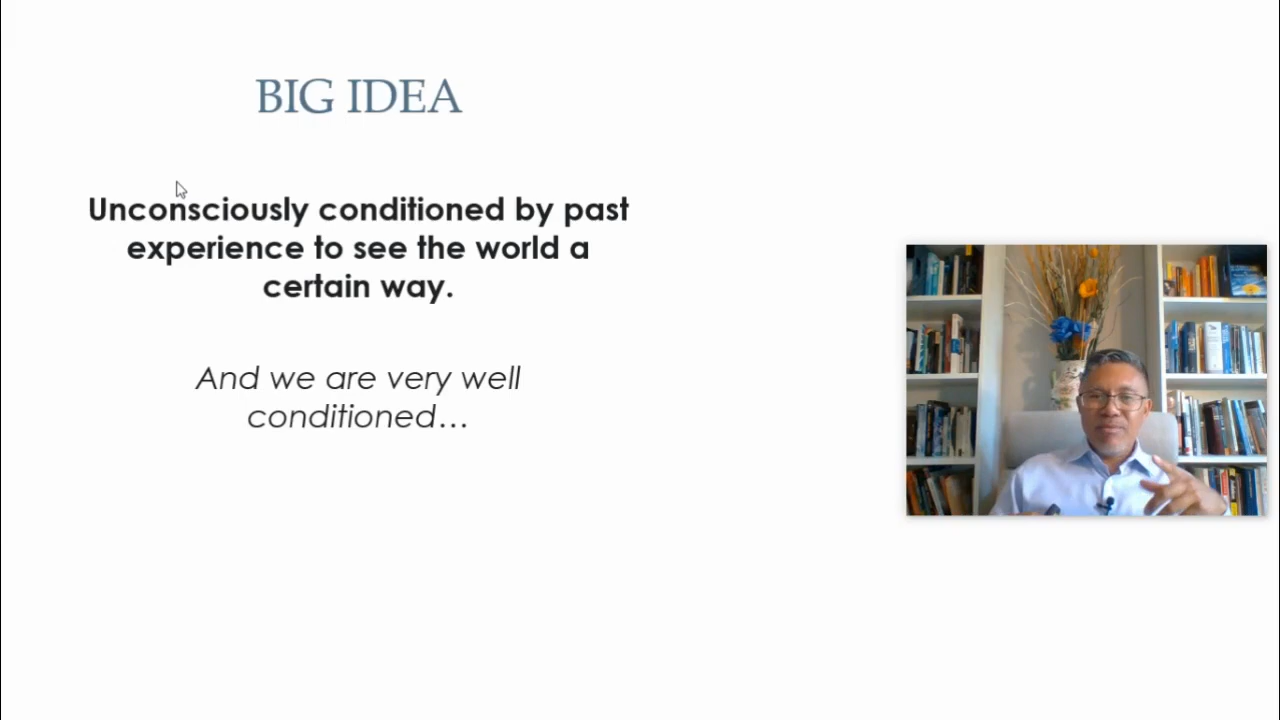 BIG IDEA
Unconsciously conditioned by past
experience to see the world a
certain way.
And we are very well
conditioned…